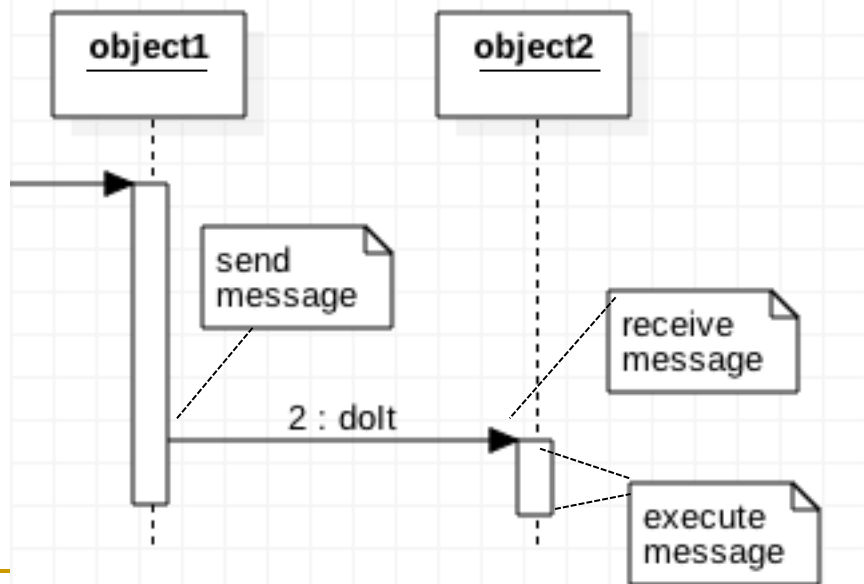 object1
object2
send
message
receive
message
2 : doIt
execute
message